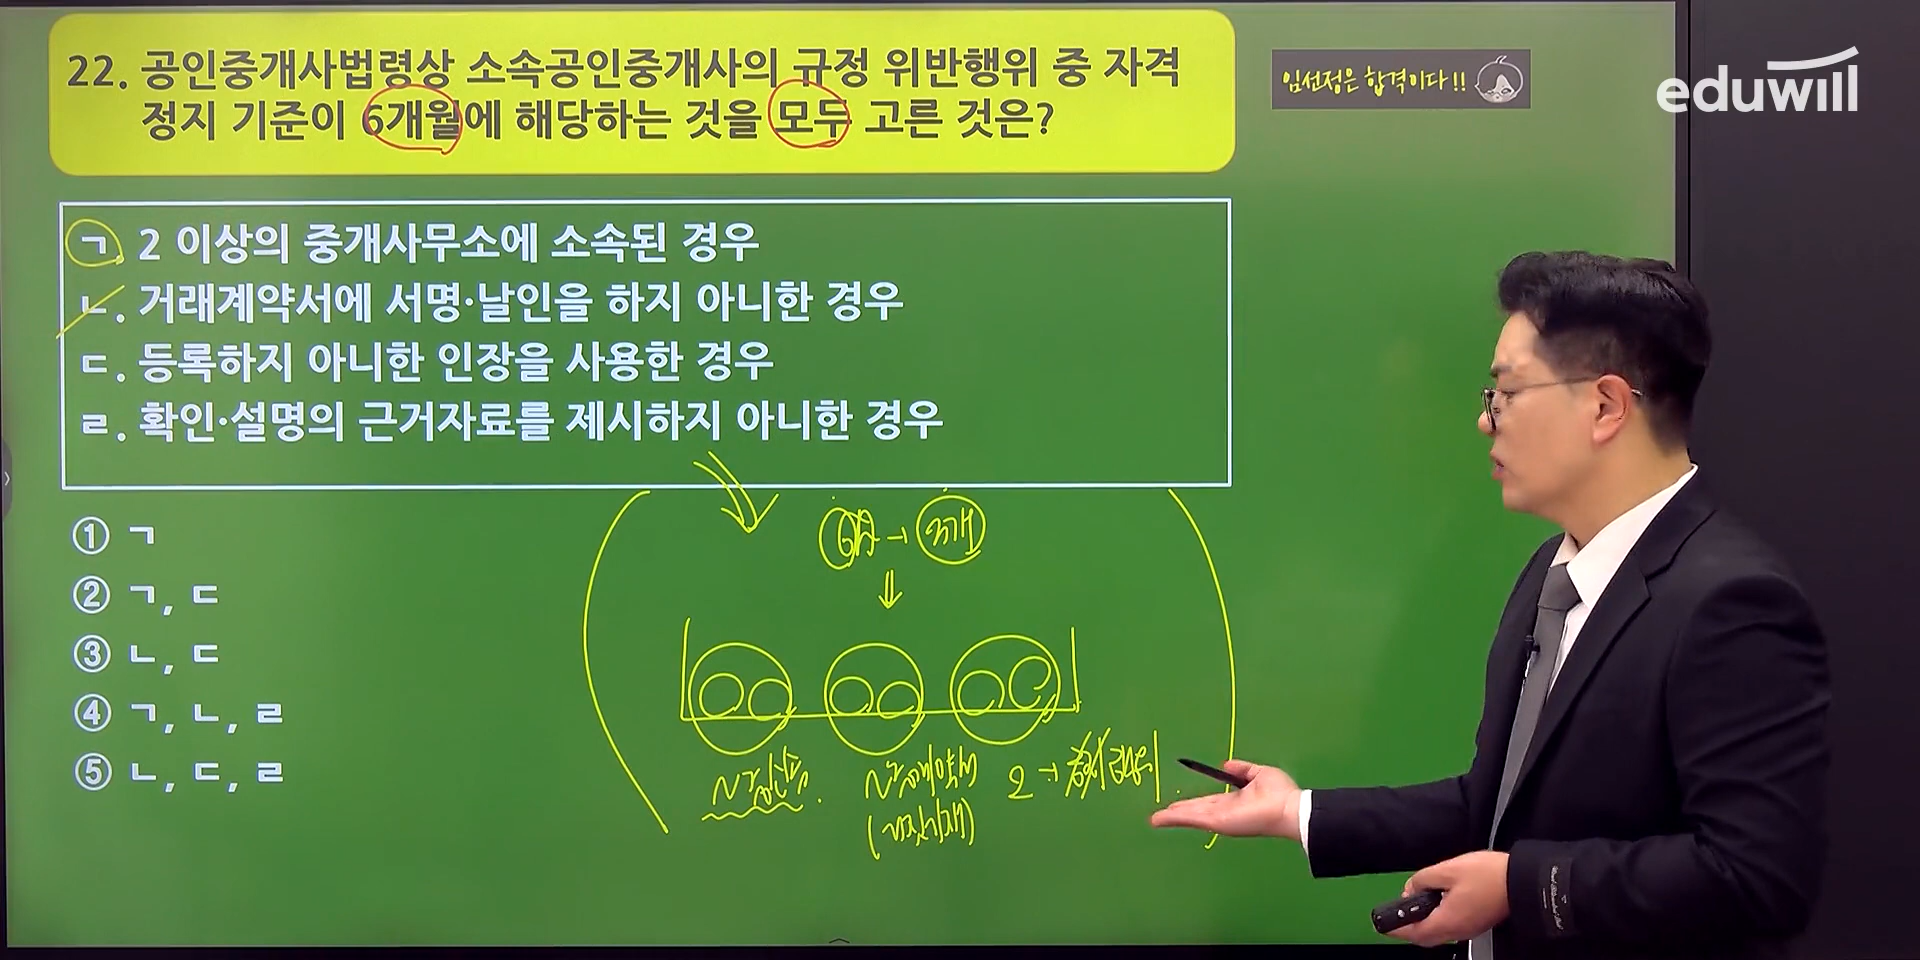 22. 공인중개사법령상 소속공인중개사의 규정 위반행위 중 자격
정지 기준이 6개월에 해당하는 것을 모두 고른 것은?
임선정은 합격이다!!
eduwill
ㄱ. 2 이상의 중개사무소에 소속된 경우
ㄴ. 거래계약서에 서명·날인을 하지 아니한 경우
ㄷ. 등록하지 아니한 인장을 사용한 경우
ㄹ. 확인·설명의 근거자료를 제시하지 아니한 경우
① ㄱ
② ㄱ, ㄷ
③ ㄴ, ㄷ
④ ㄱ, ㄴ, ㄹ
⑤ ㄴ, ㄷ, ㄹ